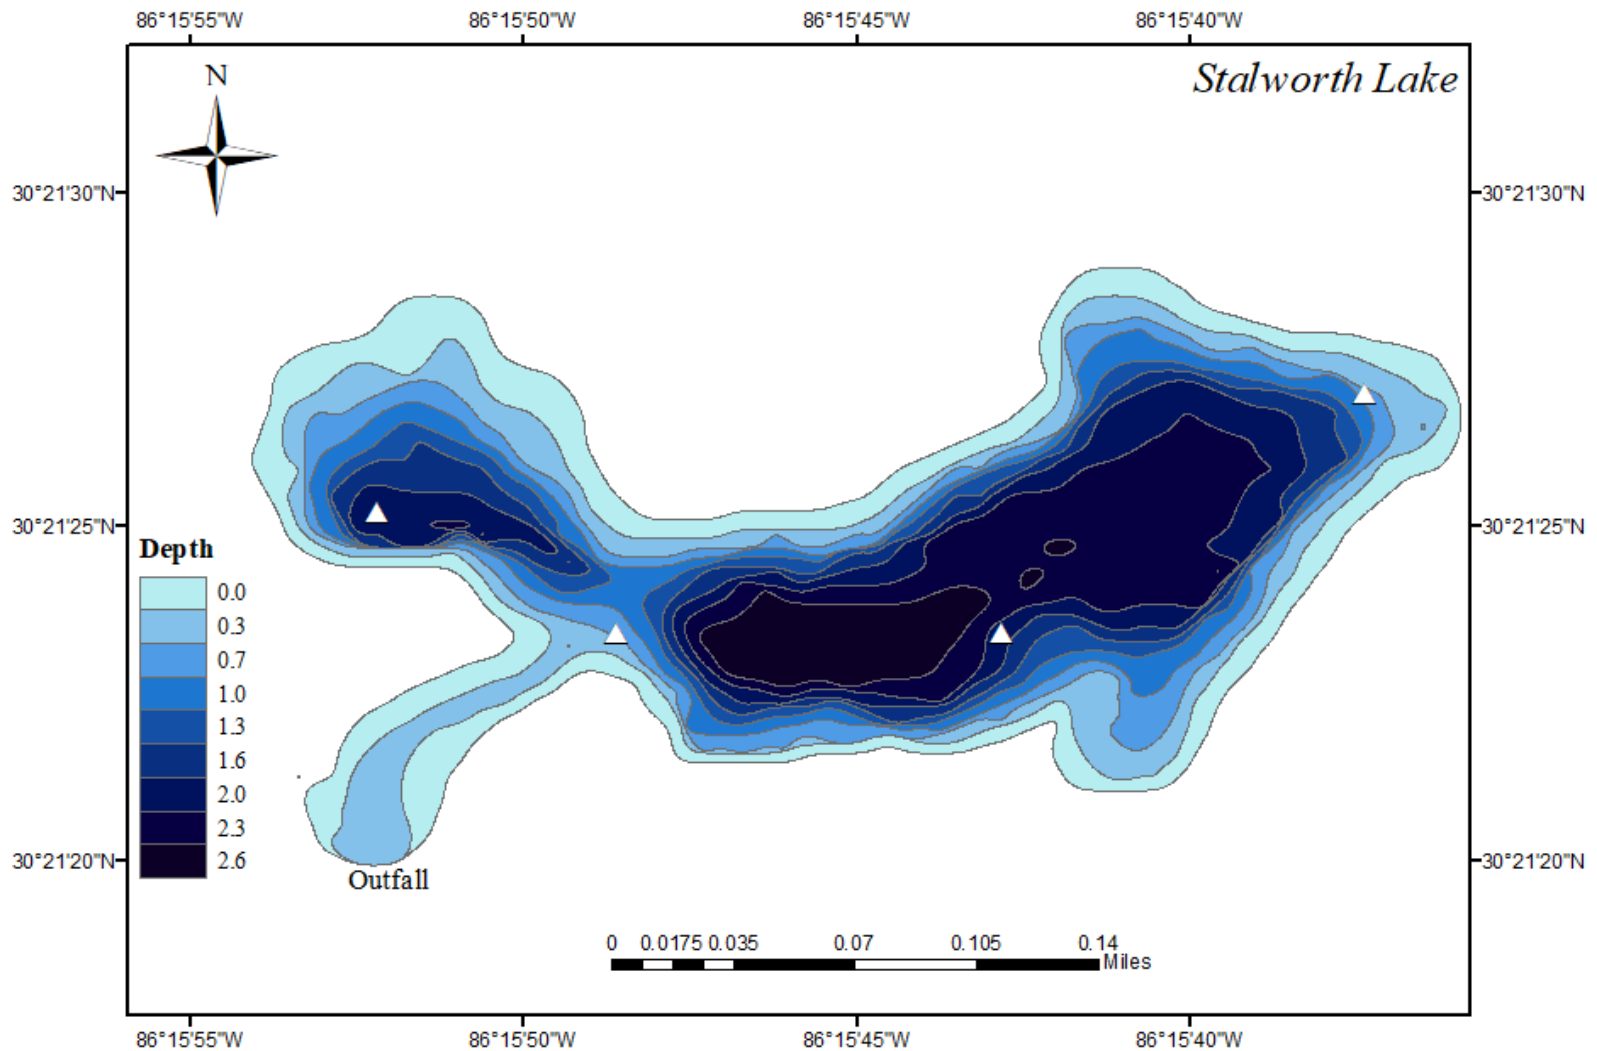 86°15'55"W 86°15'50"W 86°15'45"W 86°15'40"W
N
Stalworth Lake
30°21'30"N 30°21'30"N
30°21'25"N 30°21'25"N
Depth
0.0
0.3
0.7
1.0
1.3
1.6
2.0
2.3
2.6
30°21'20"N 30°21'20"N
Outfall
0 0.0175 0.035 0.07 0.105 0.14
Miles
86°15'55"W 86°15'50"W 86°15'45"W 86°15'40"W